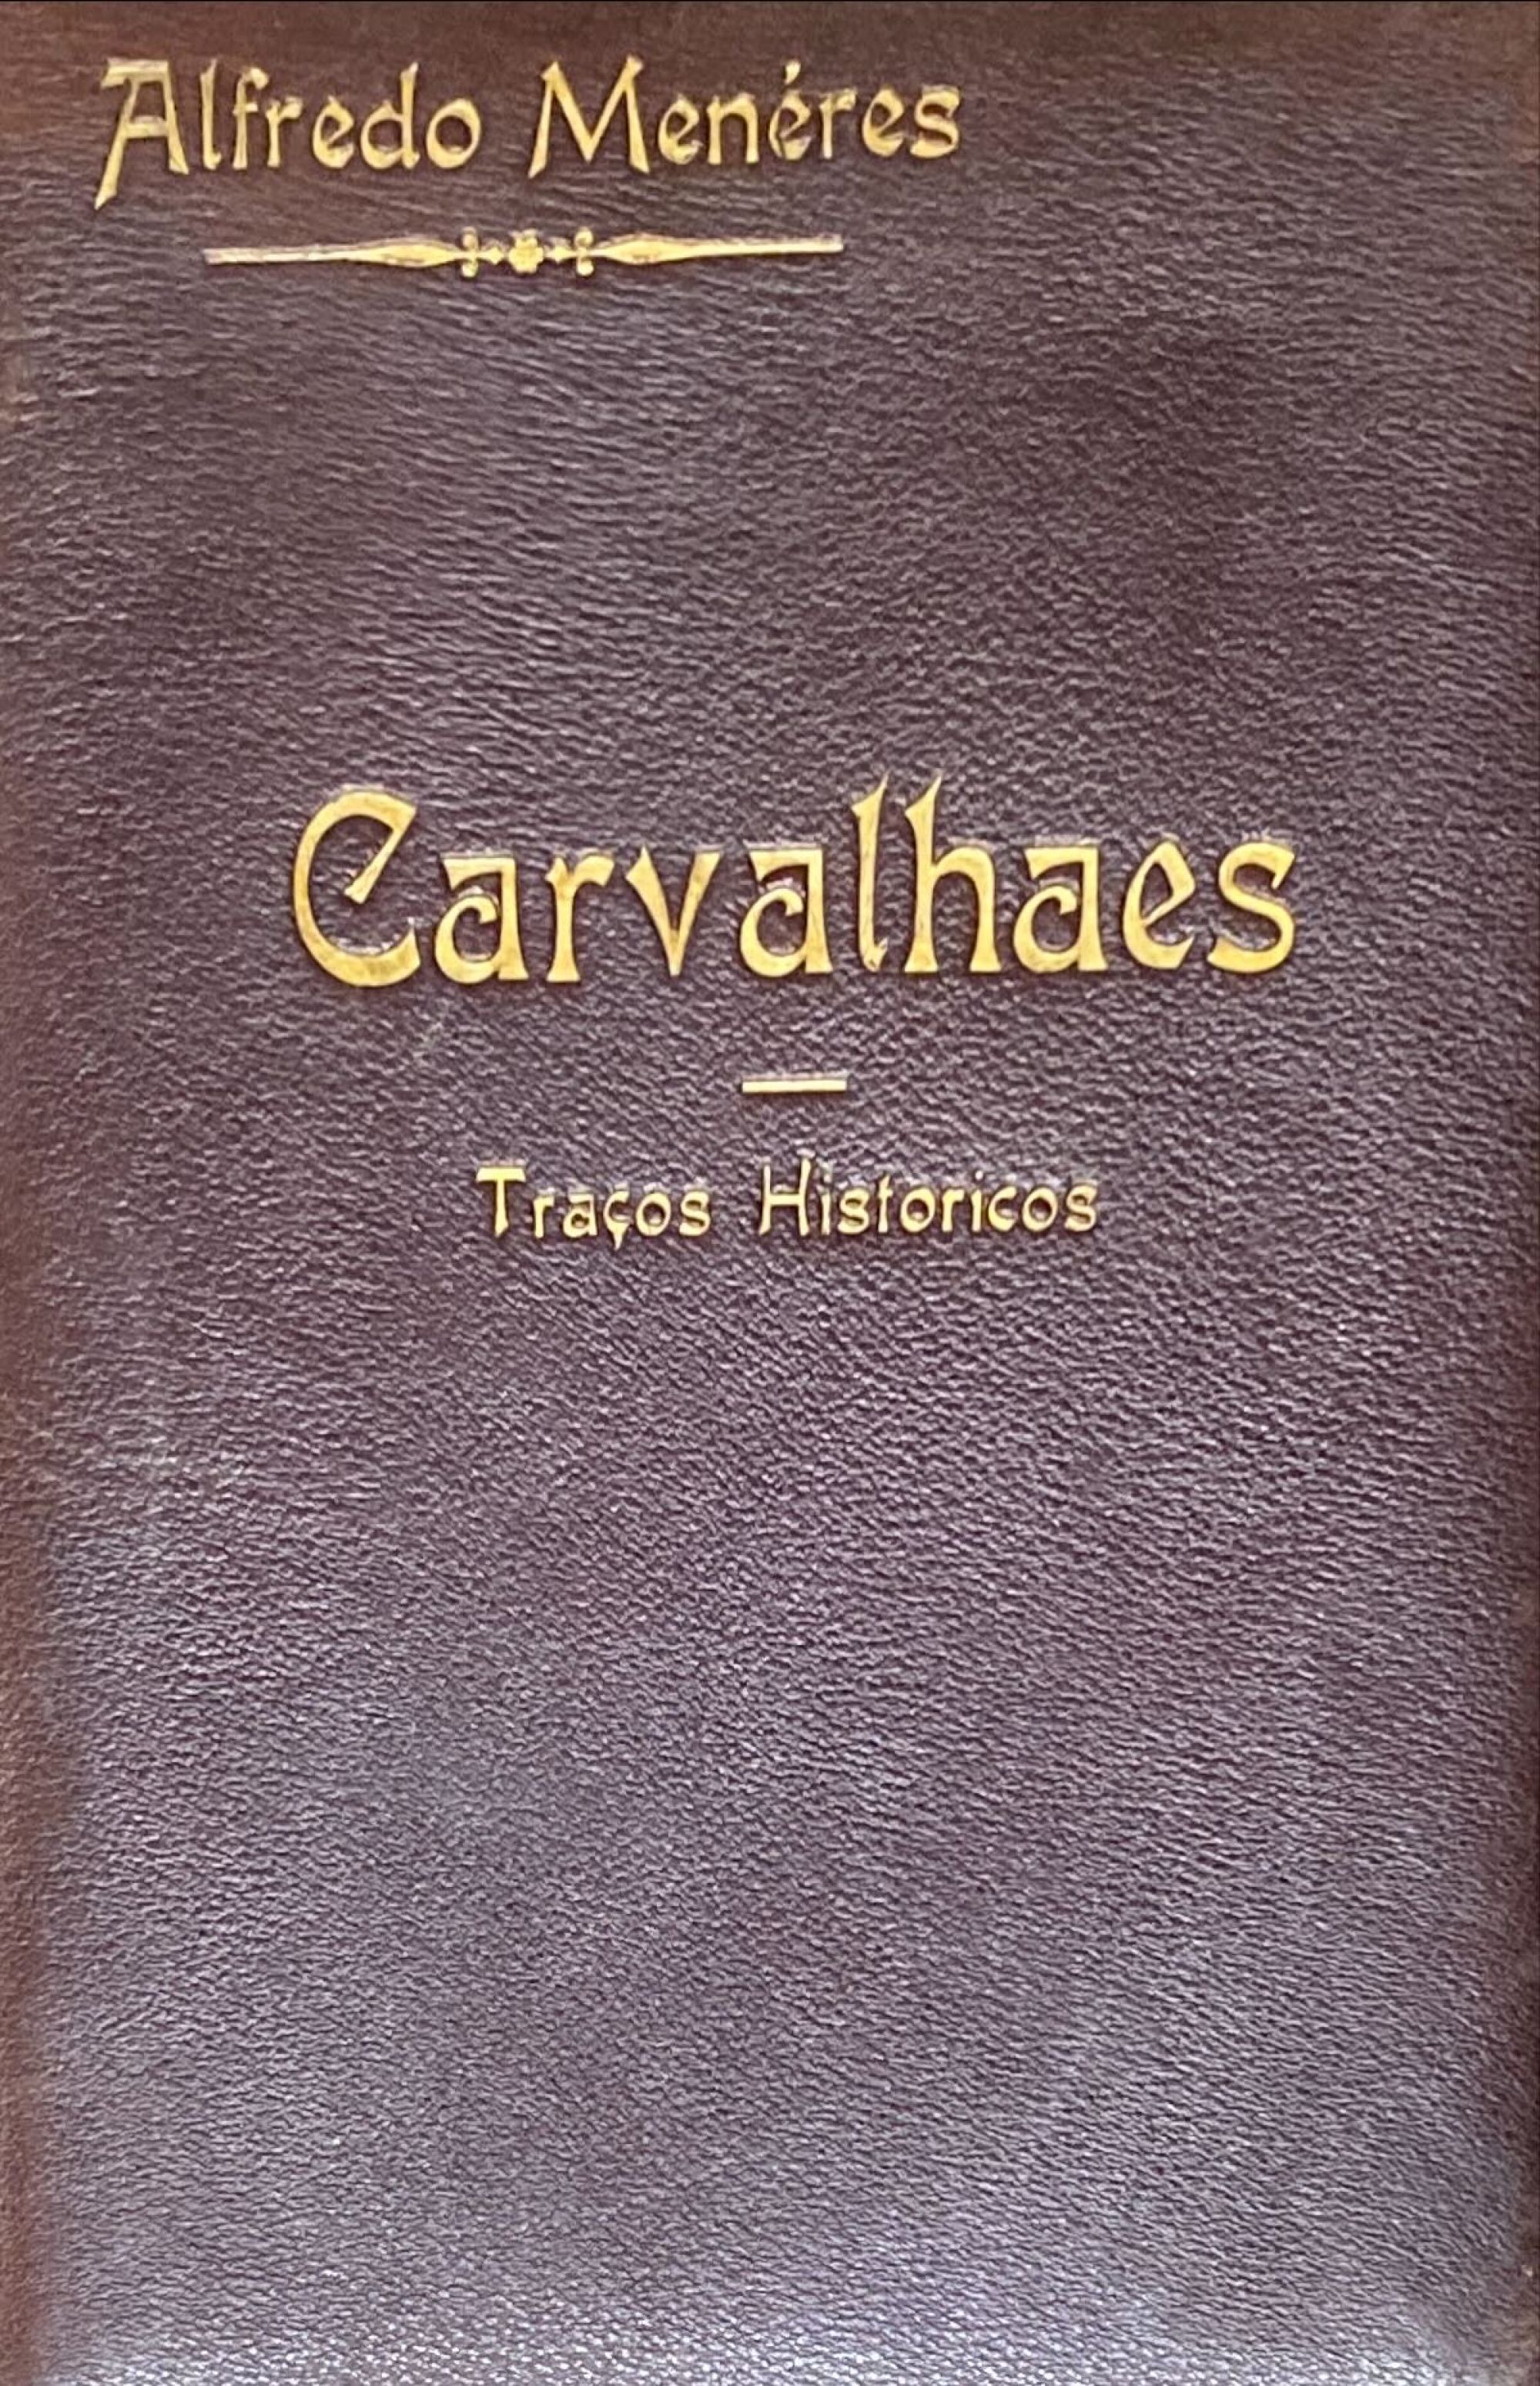 Alfredo Menéres
Carvalhaes
Traços Historicos